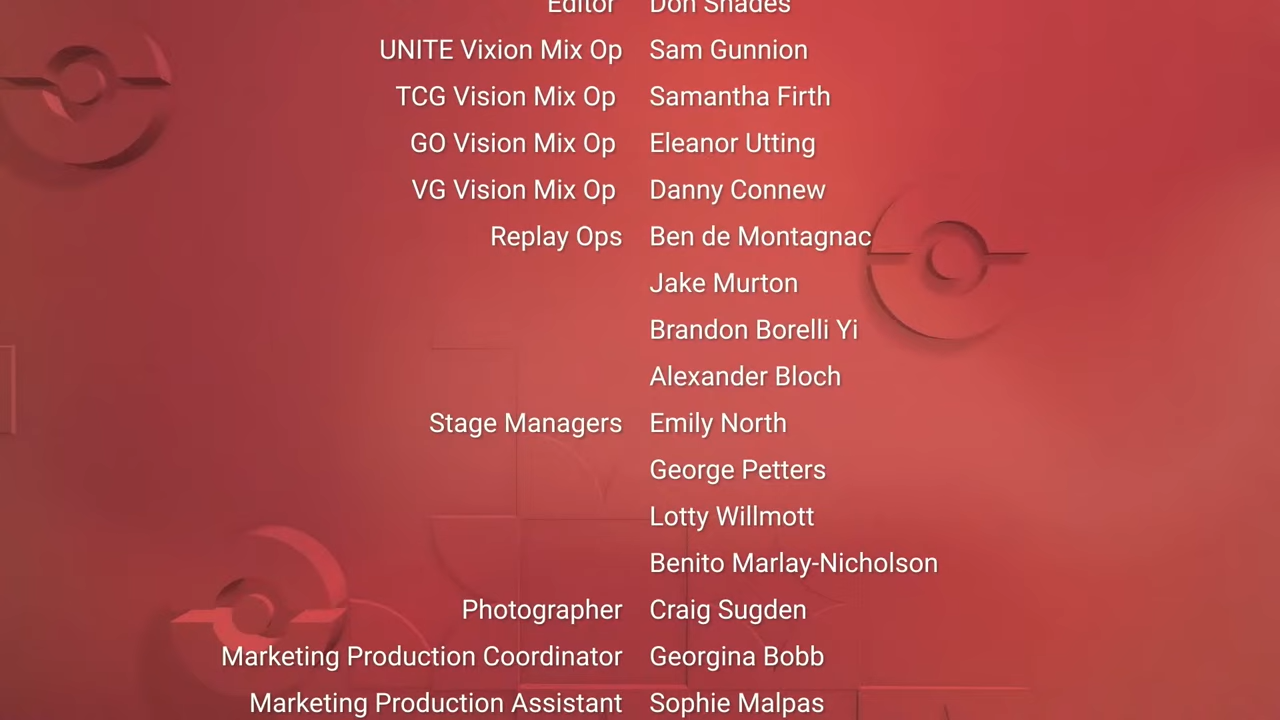 Editor Don Shades
UNITE Vixion Mix Op Sam Gunnion
TCG Vision Mix Op Samantha Firth
GO Vision Mix Op Eleanor Utting
VG Vision Mix Op Danny Connew
Replay Ops Ben de Montagnac
Jake Murton
Brandon Borelli Yi
Alexander Bloch
Stage Managers Emily North
George Petters
Lotty Willmott
Benito Marlay-Nicholson
Photographer Craig Sugden
Marketing Production Coordinator Georgina Bobb
Marketing Production Assistant Sophie Malpas